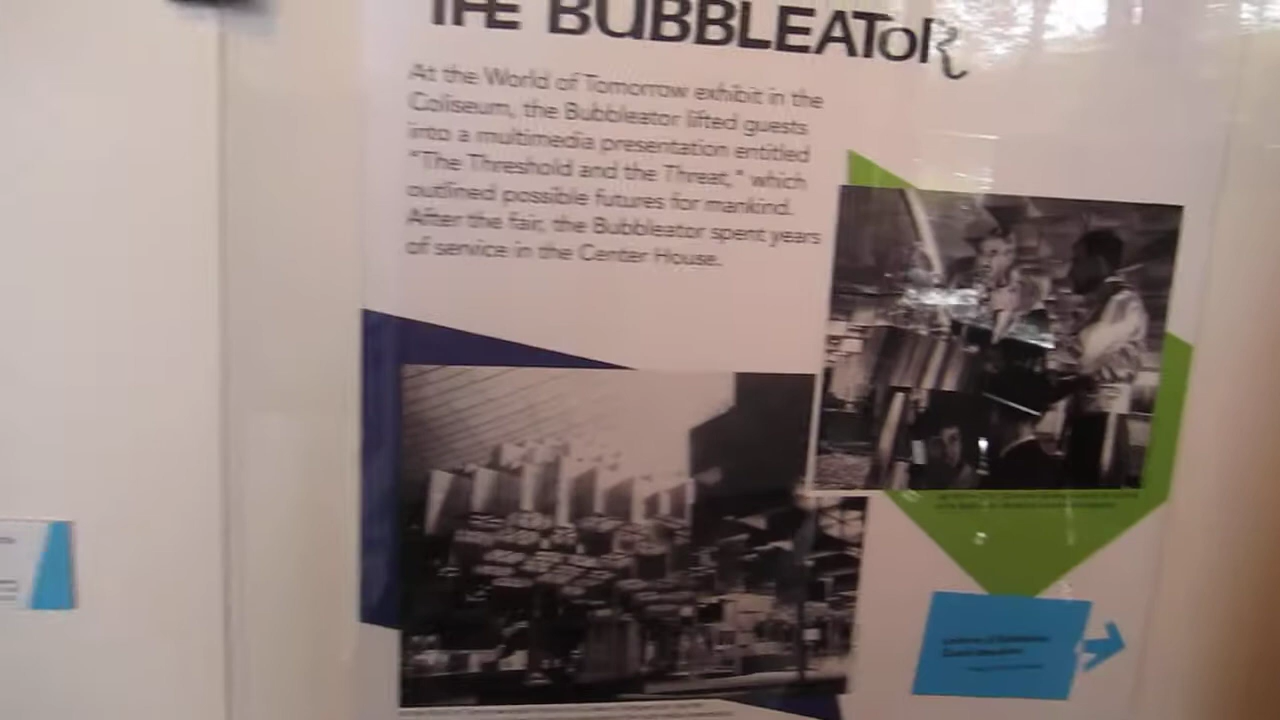 THE BUBBLEATOR
At the World of Tomorrow exhibit in the
Coliseum, the Bubbleator lifted guests
into a multimedia presentation entitled
"The Threshold and the Threat," which
outlined possible futures for mankind.
After the fair, the Bubbleator spent years
of service in the Center House.